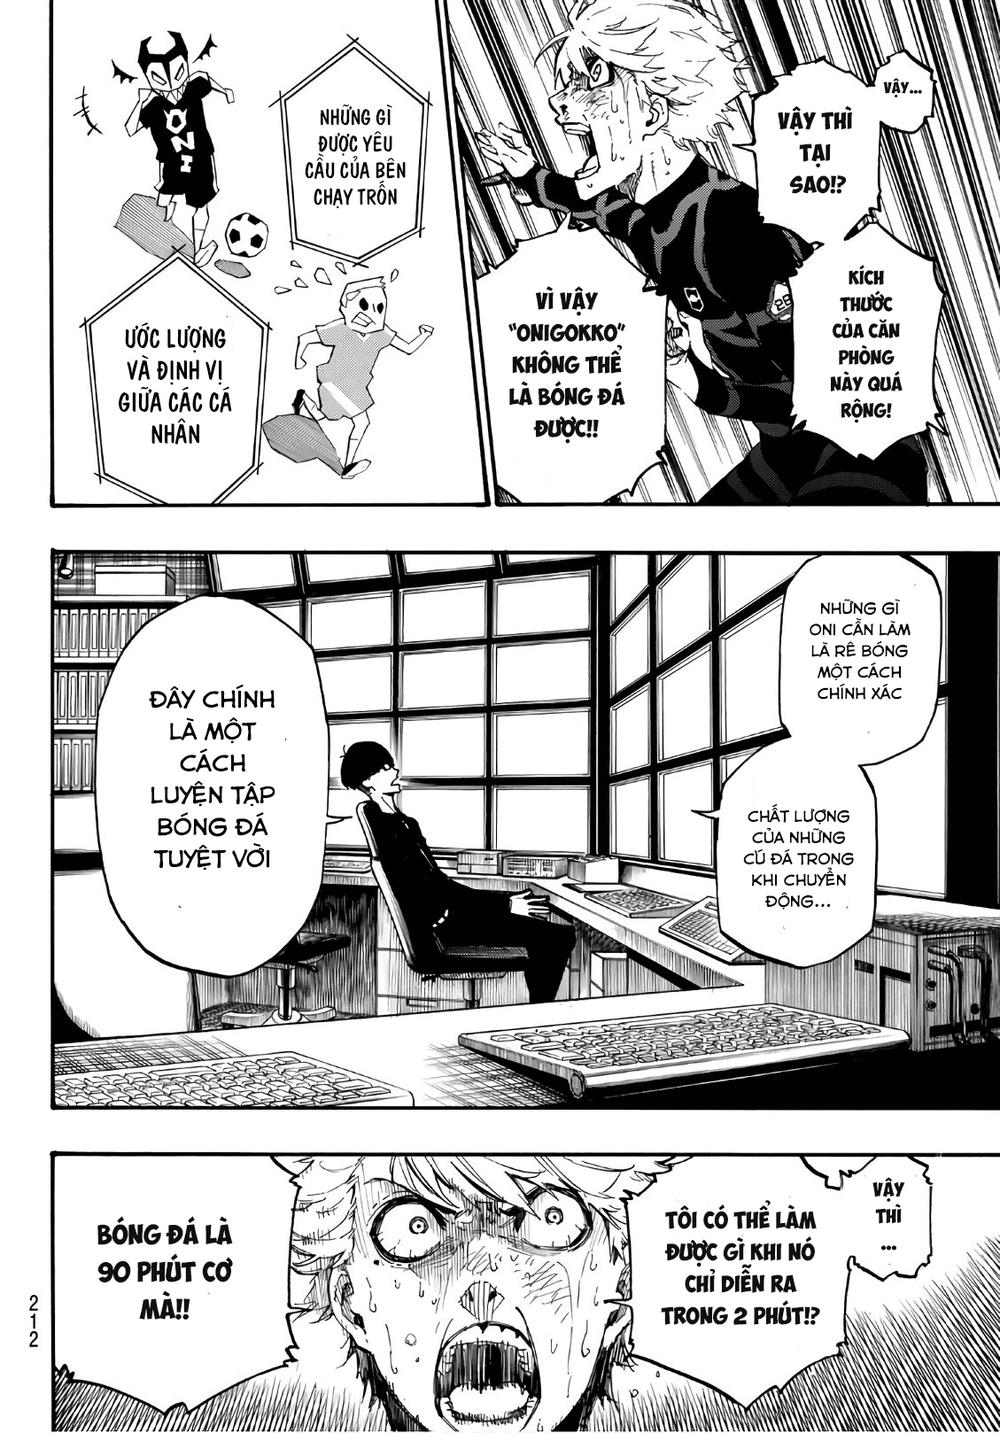 VẬY...
VẬY THÌ
TẠI
SAO!?
KÍCH
THƯỚC
CỦA CĂN
PHÒNG
NÀY QUÁ
RỘNG!
28
VÌ VẬY
“ONIGOKKO”
KHÔNG THỂ
LÀ BÓNG ĐÁ
ĐƯỢC!!
NHỮNG GÌ
ĐƯỢC YÊU
CẦU CỦA BÊN
CHẠY TRỐN
ONI
ƯỚC LƯỢNG
VÀ ĐỊNH VỊ
GIỮA CÁC CÁ
NHÂN
NHỮNG GÌ
ONI CẦN LÀM
LÀ RÊ BÓNG
MỘT CÁCH
CHÍNH XÁC
CHẤT LƯỢNG
CỦA NHỮNG
CÚ ĐÁ TRONG
KHI CHUYỂN
ĐỘNG...
ĐÂY CHÍNH
LÀ MỘT
CÁCH
LUYỆN TẬP
BÓNG ĐÁ
TUYỆT VỜI
VẬY
THÌ
...
TÔI CÓ THỂ LÀM
ĐƯỢC GÌ KHI NÓ
CHỈ DIỄN RA
TRONG 2 PHÚT!?
BÓNG ĐÁ LÀ
90 PHÚT CƠ
MÀ!!
212